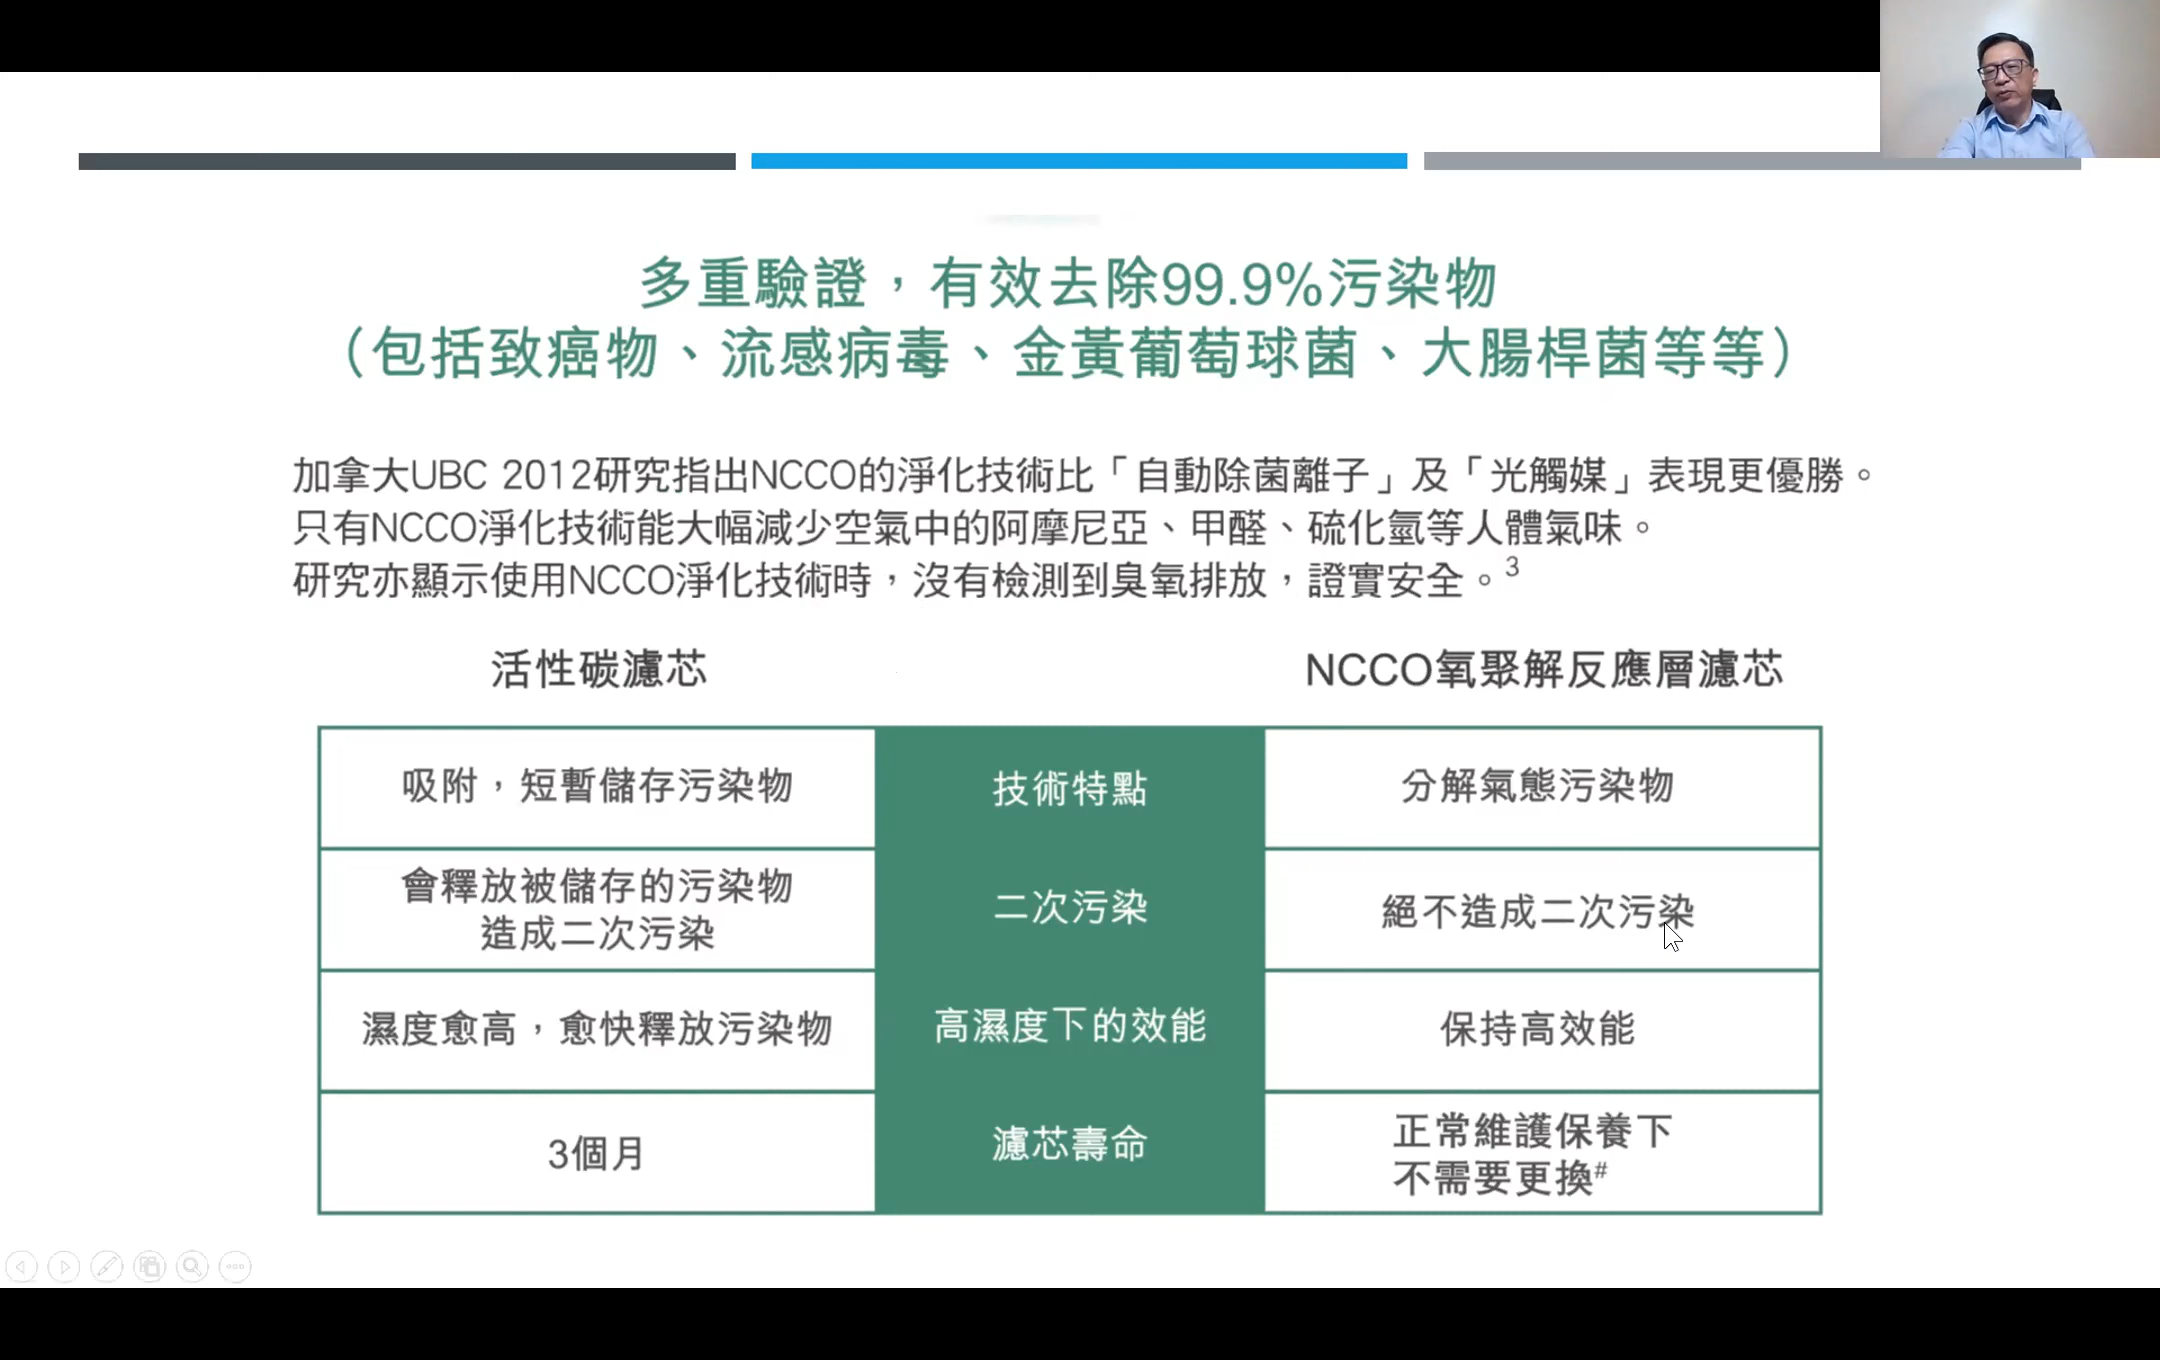 多重驗證，有效去除99.9%污染物
（包括致癌物、流感病毒、金黃葡萄球菌、大腸桿菌等等）
加拿大UBC 2012研究指出NCCO的淨化技術比「自動除菌離子」及「光觸媒」表現更優勝。
只有NCCO淨化技術能大幅減少空氣中的阿摩尼亞、甲醛、硫化氫等人體氣味。
研究亦顯示使用NCCO淨化技術時，沒有檢測到臭氧排放，證實安全。3
活性碳濾芯
NCCO氧聚解反應層濾芯
吸附，短暫儲存污染物
技術特點
分解氣態污染物
會釋放被儲存的污染物
造成二次污染
二次污染
絕不造成二次污染
濕度愈高，愈快釋放污染物
高濕度下的效能
保持高效能
3個月
濾芯壽命
正常維護保養下
不需要更換#